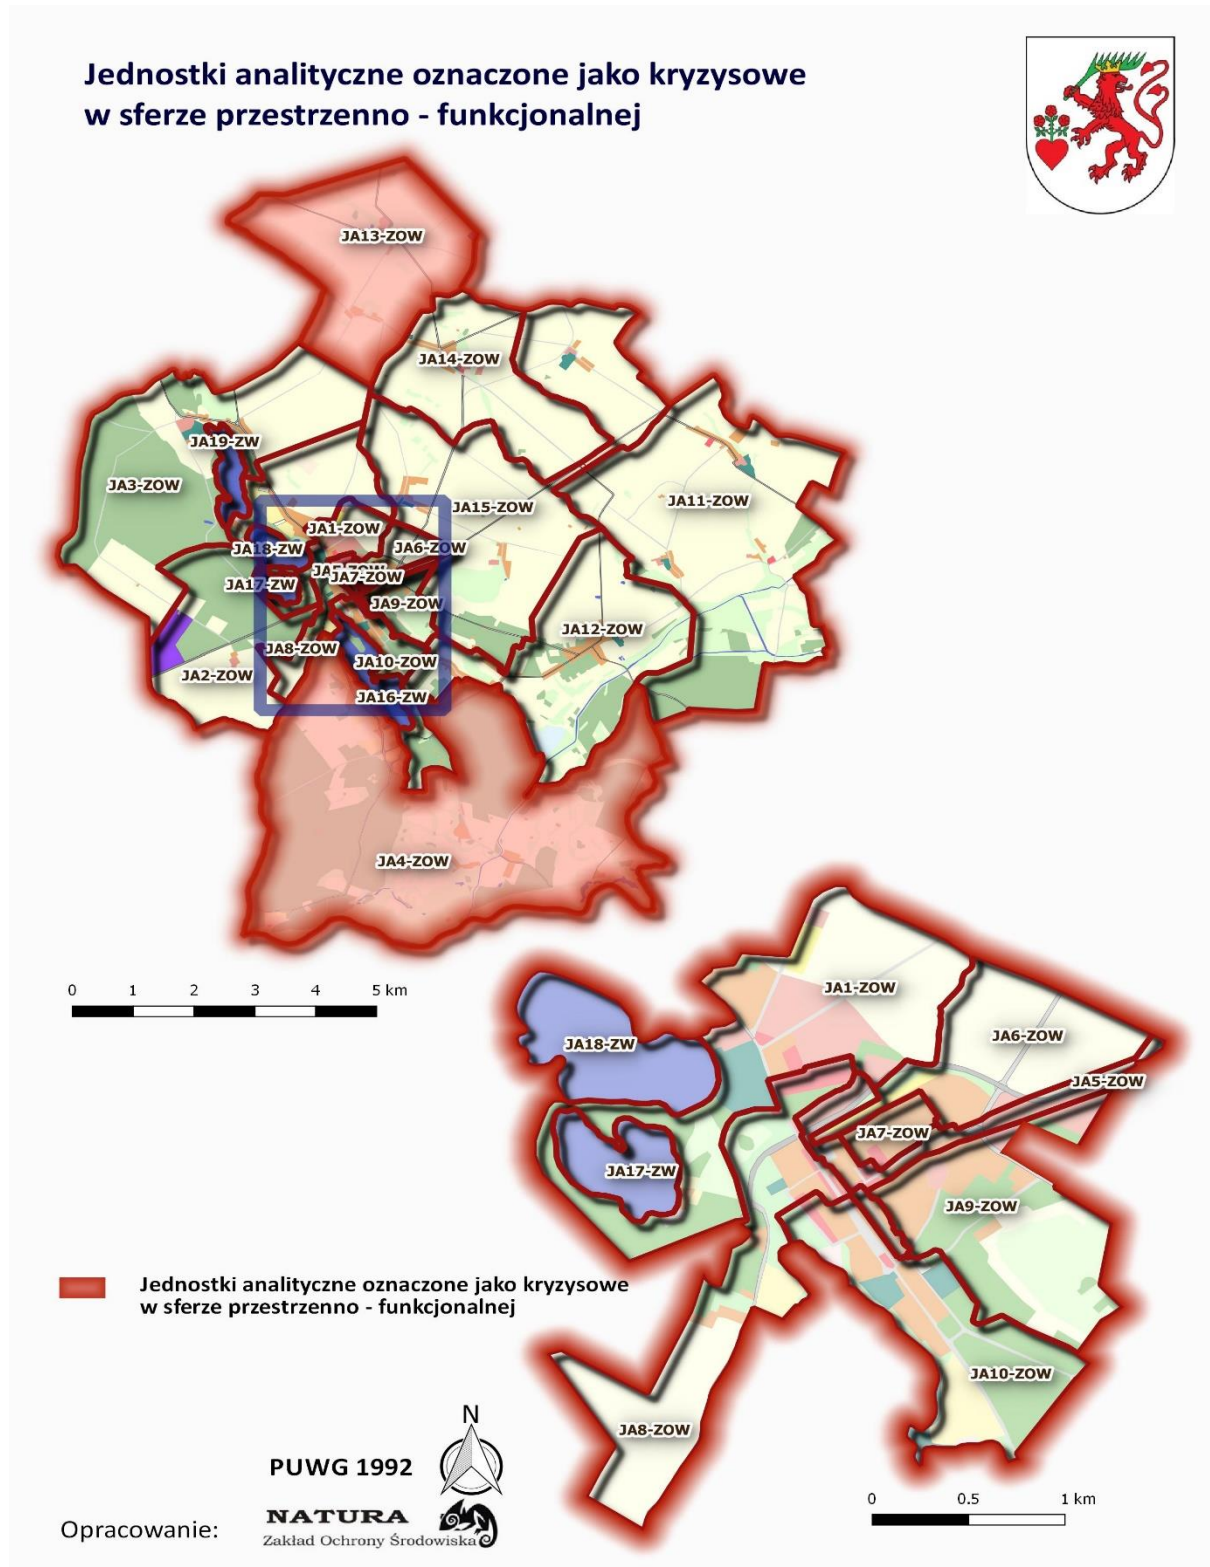 Jednostki analityczne oznaczone jako kryzysowe
w sferze przestrzenno - funkcjonalnej
JA13-ZOW
JA14-ZOW
JA19-ZW
JA3-ZOW
JA11-ZOW
JA15-ZOW
JA1-ZOW
JA18-ZW
JA6-ZOW
JA7-ZOW
JA17-ZW
JA9-ZOW
JA12-ZOW
JA8-ZOW
JA10-ZOW
JA2-ZOW
JA16-ZW
JA4-ZOW
0 1 2 3 4 5 km
JA1-ZOW
JA6-ZOW
JA18-ZW
JA5-ZOW
JA7-ZOW
JA17-ZW
JA9-ZOW
Jednostki analityczne oznaczone jako kryzysowe
w sferze przestrzenno - funkcjonalnej
JA10-ZOW
JA8-ZOW
N
PUWG 1992
0 0.5 1 km
Opracowanie:
NATURA
Zakład Ochrony Środowiska